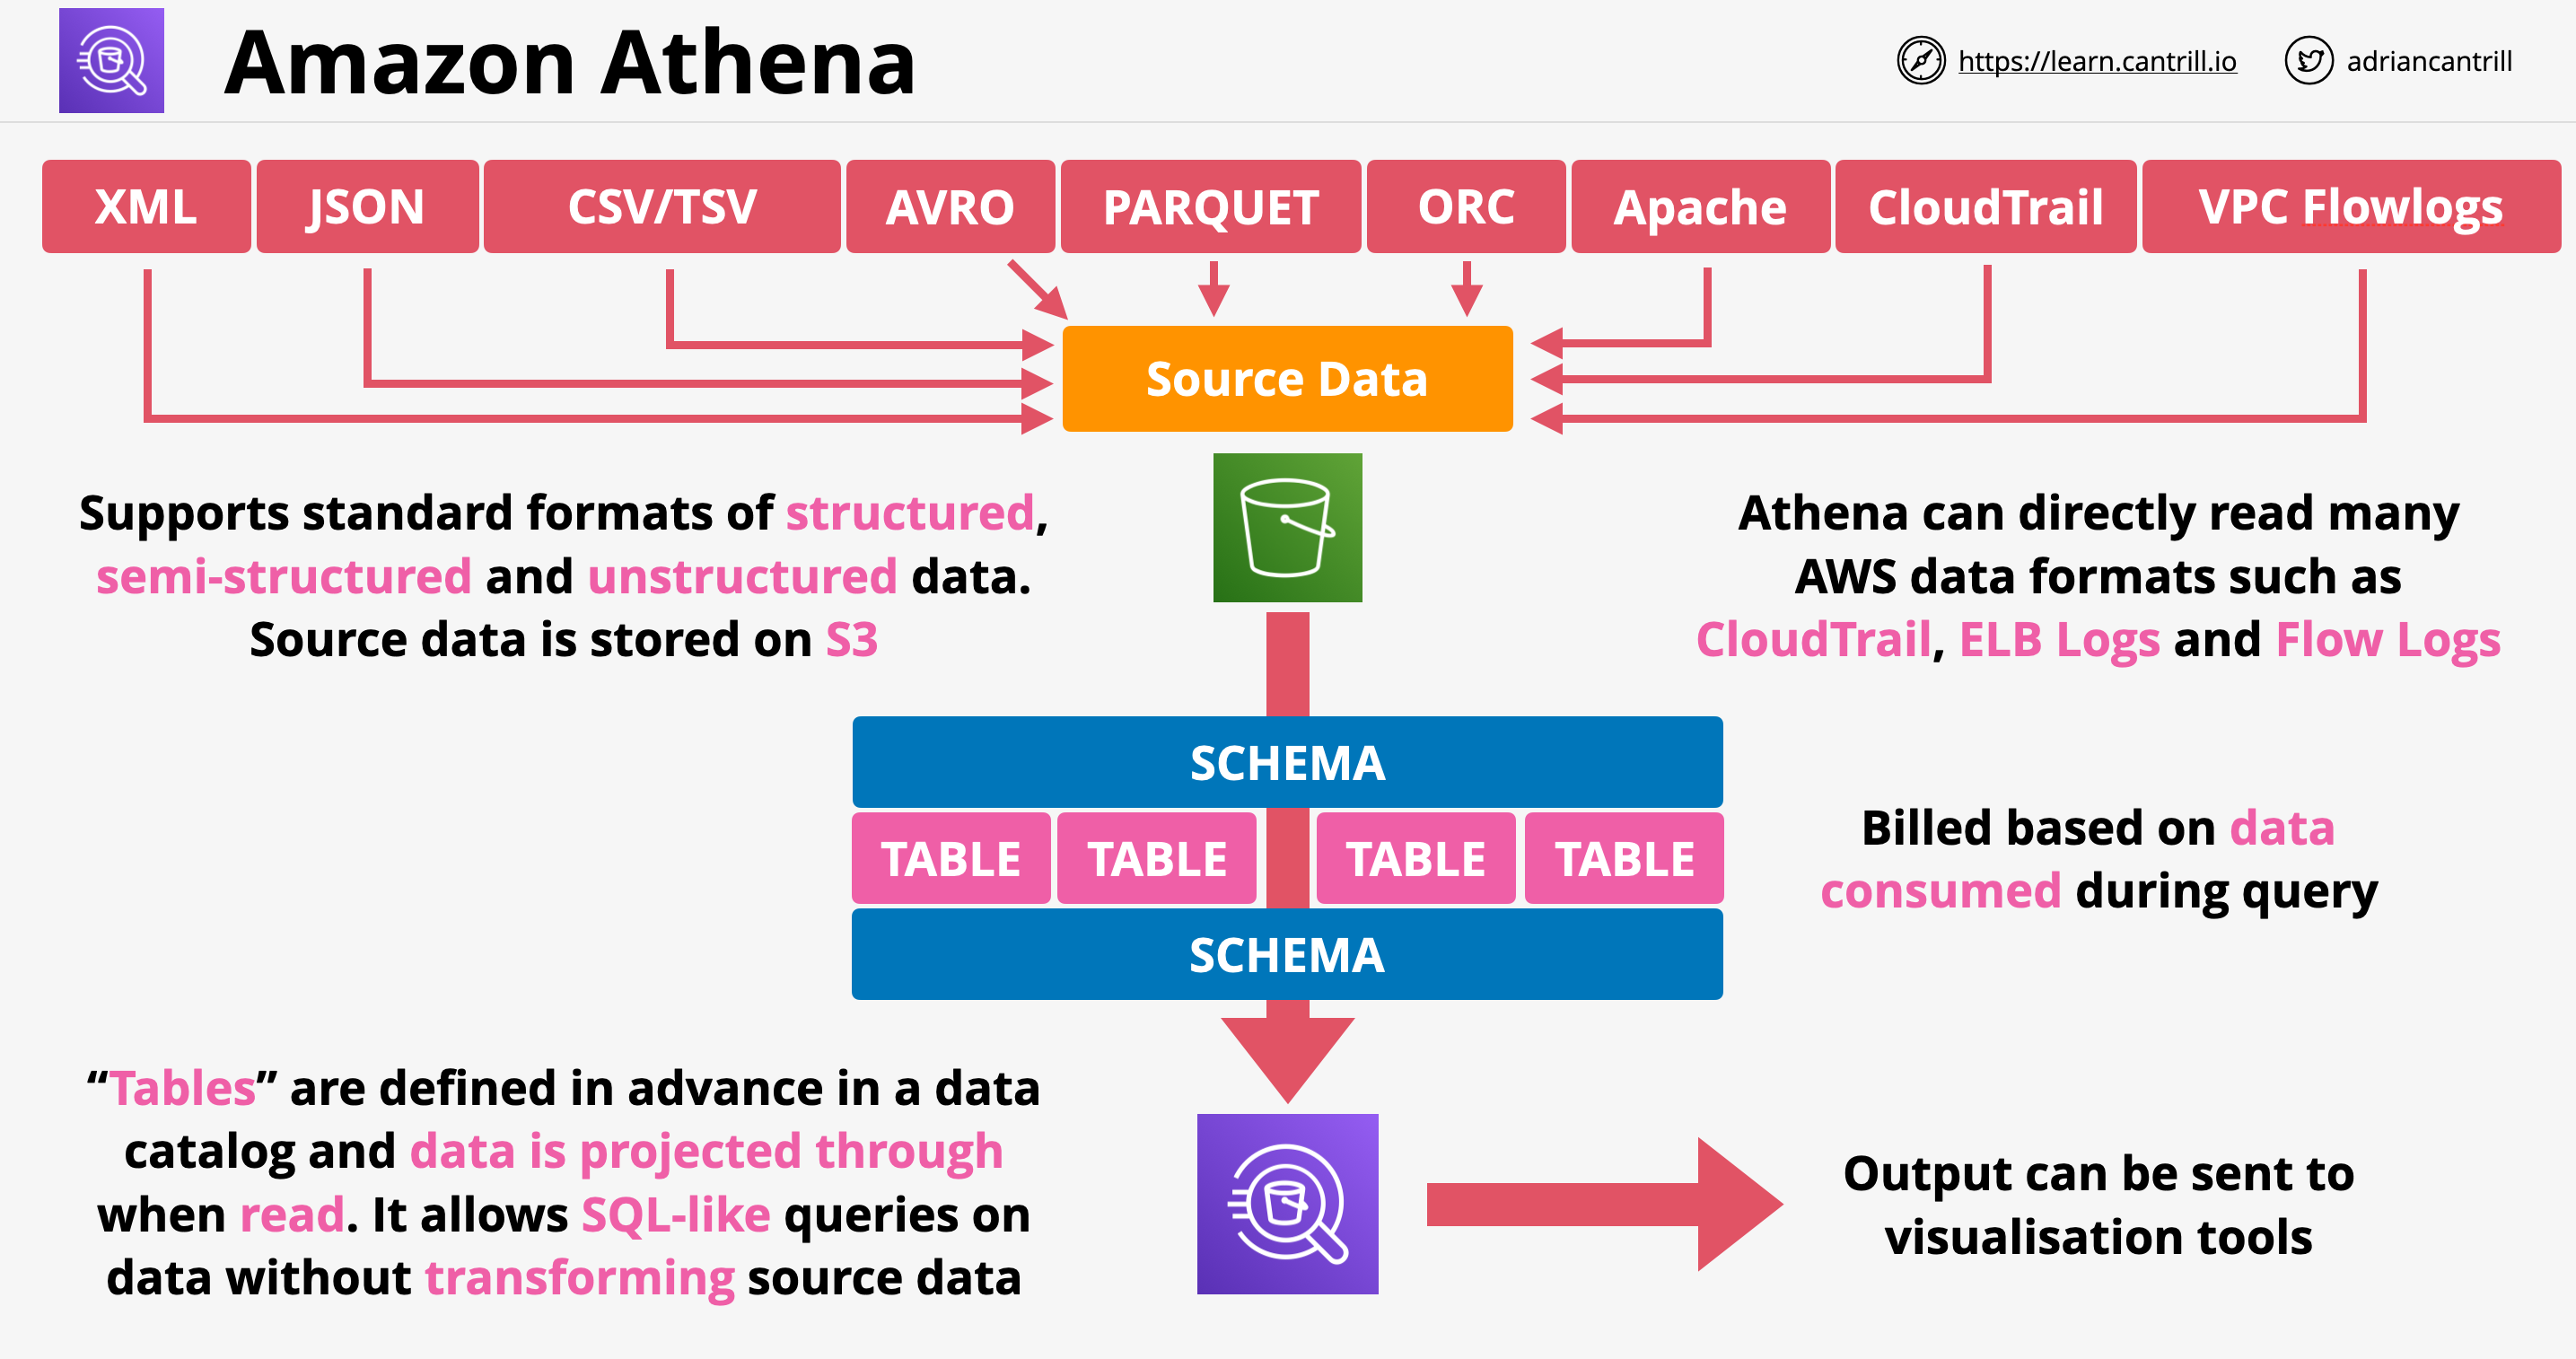 Amazon Athena
https://learn.cantrill.io
adriancantrill
XML
JSON
CSV/TSV
AVRO
PARQUET
ORC
Apache
CloudTrail
VPC Flowlogs
Source Data
Supports standard formats of structured,
semi-structured and unstructured data.
Source data is stored on S3
Athena can directly read many
AWS data formats such as
CloudTrail, ELB Logs and Flow Logs
SCHEMA
TABLE
TABLE
TABLE
TABLE
SCHEMA
Billed based on data
consumed during query
“Tables” are defined in advance in a data
catalog and data is projected through
when read. It allows SQL-like queries on
data without transforming source data
Output can be sent to
visualisation tools